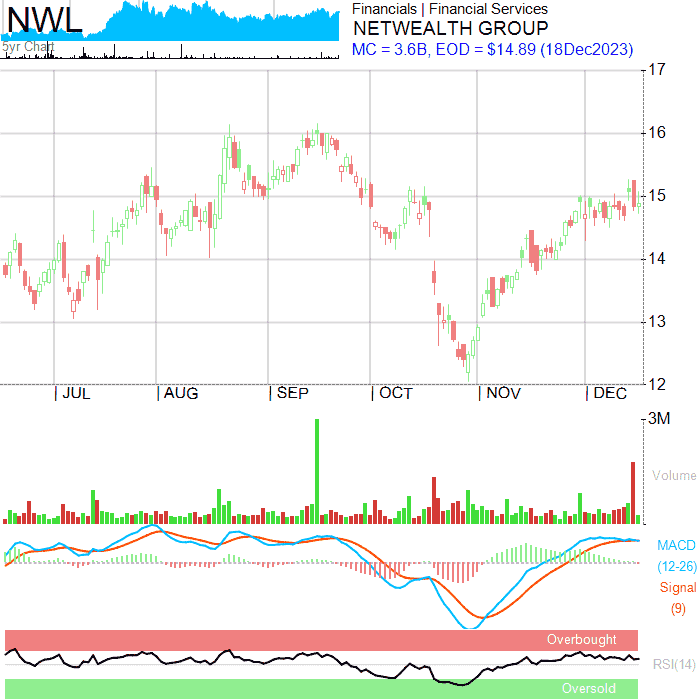 NWL
5yr Chart
Financials | Financial Services
NETWEALTH GROUP
MC = 3.6B, EOD = $14.89 (18Dec2023)
17
16
15
14
13
12
JUL
AUG
SEP
OCT
NOV
DEC
3M
Volume
MACD
(12-26)
Signal
(9)
Overbought
RSI(14)
Oversold